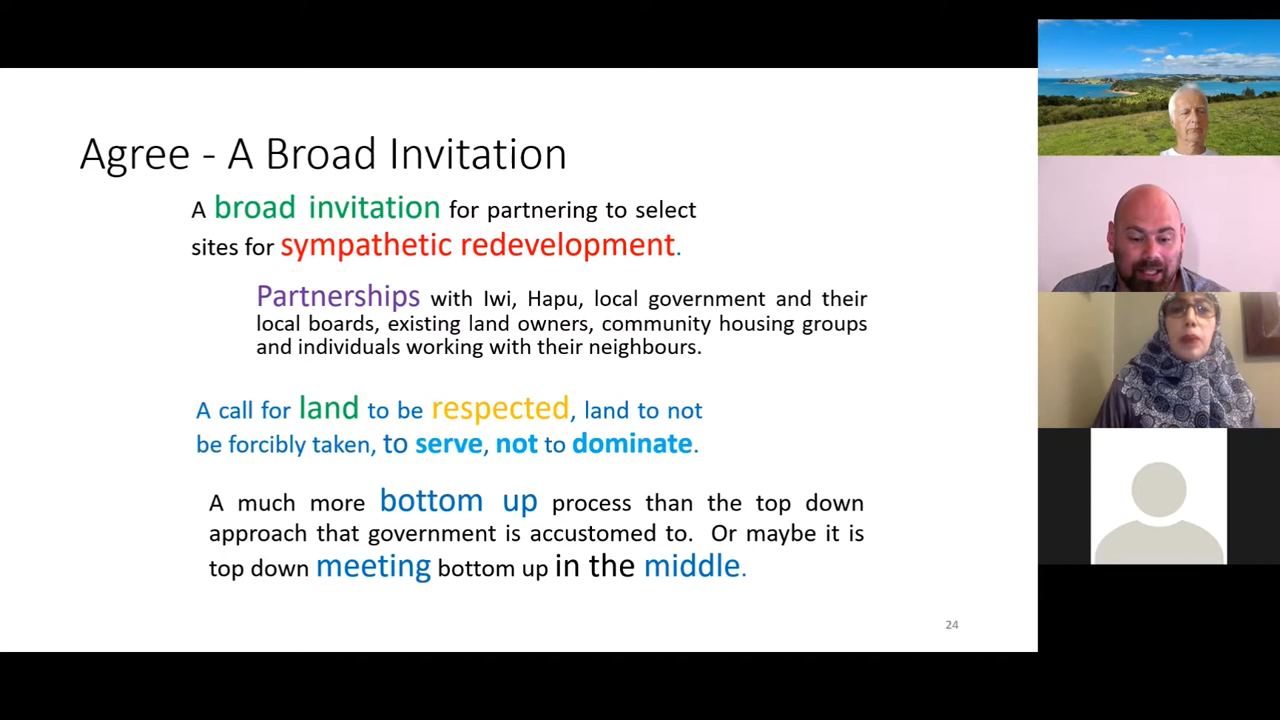 Agree - A Broad Invitation
A broad invitation for partnering to select
sites for sympathetic redevelopment.
Partnerships with Iwi, Hapu, local government and their
local boards, existing land owners, community housing groups
and individuals working with their neighbours.
A call for land to be respected, land to not
be forcibly taken, to serve, not to dominate.
A much more bottom up process than the top down
approach that government is accustomed to. Or maybe it is
top down meeting bottom up in the middle.
24